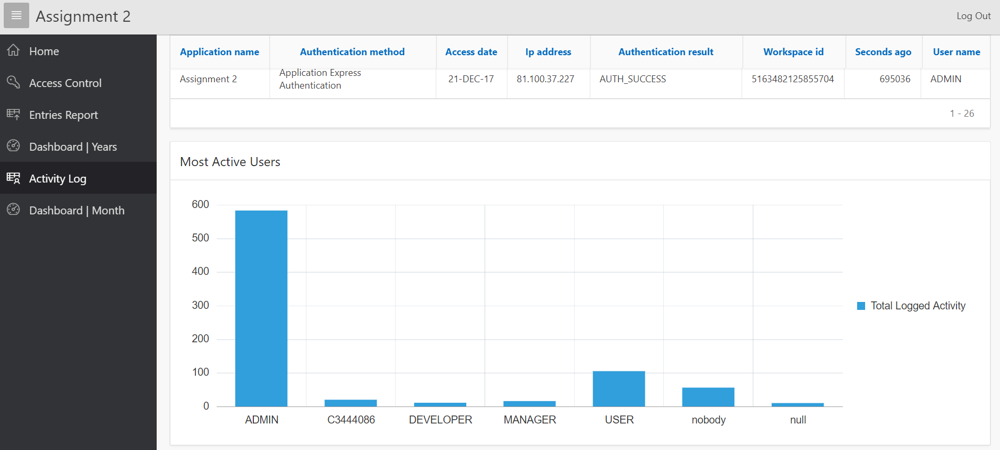 Assignment 2
Log Out
Home
Access Control
Entries Report
Dashboard | Years
Activity Log
Dashboard | Month
Application name Authentication method Access date Ip address Authentication result Workspace id Seconds ago User name
Assignment 2 Application Express Authentication 21-DEC-17 81.100.37.227 AUTH_SUCCESS 5163482125855704 695036 ADMIN
1 - 26
Most Active Users
600
500
400
300
200
100
0
ADMIN C3444086 DEVELOPER MANAGER USER nobody null
Total Logged Activity